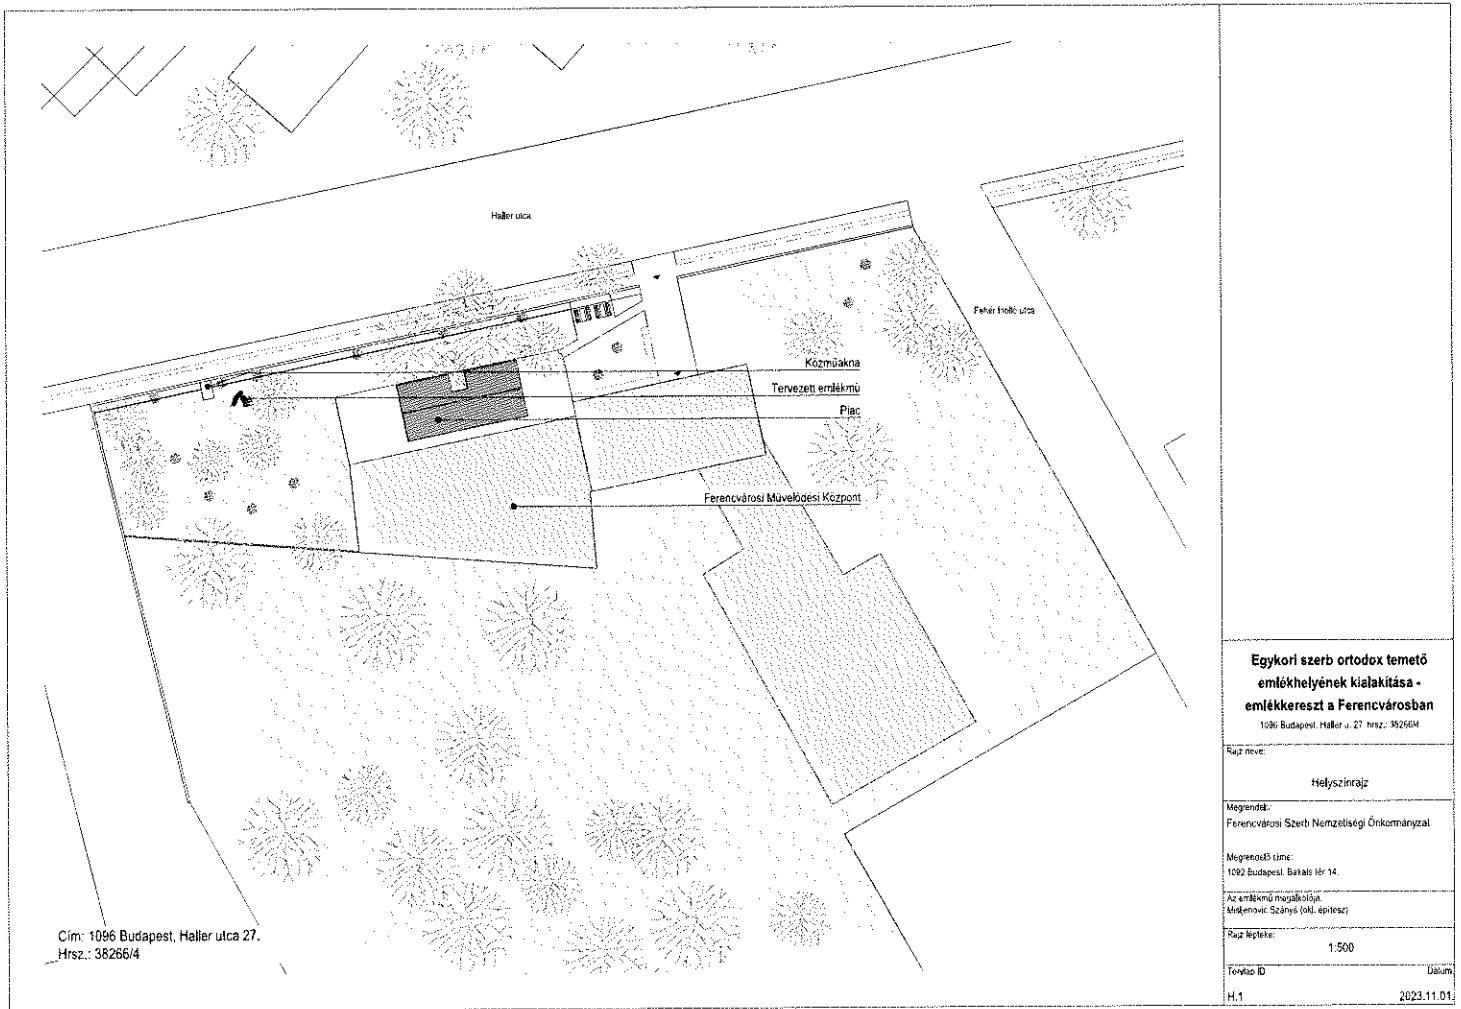 Haller utca
Fehér Holló utca
Közműakna
Tervezett emlékmű
Piac
Ferencvárosi Művelődési Központ
Cím: 1096 Budapest, Haller utca 27.
Hrsz.: 38266/4
Egykori szerb ortodox temető
emlékhelyének kialakítása -
emlékkereszt a Ferencvárosban
1096 Budapest, Haller u. 27. hrsz.: 38266/4
Rajz neve:
Helyszínrajz
Megrendelő:
Ferencvárosi Szerb Nemzetiségi Önkormányzat
Megrendelő címe:
1092 Budapest, Bakáts tér 14.
Az emlékmű megalkotója:
(okl. építész)
Rajz léptéke:
1:500
Tervlap ID
Dátum
H.1
2023.11.01.